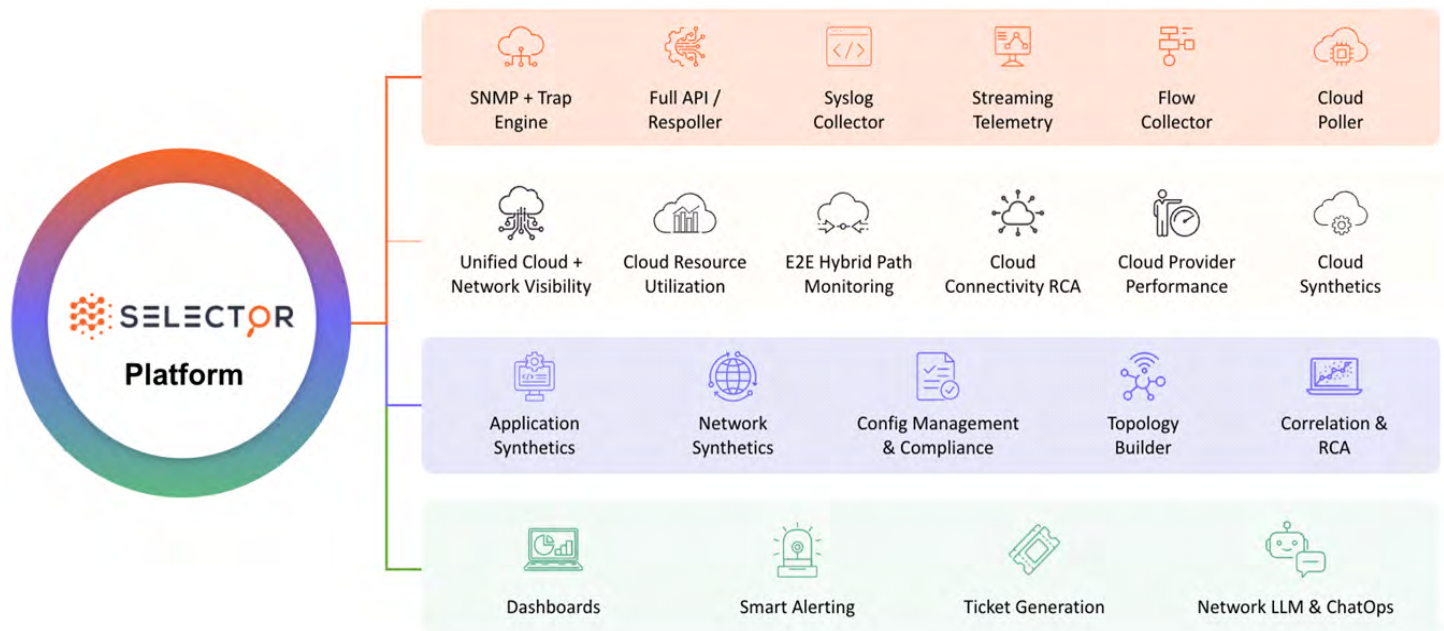 SELECTOR
Platform
SNMP + Trap
Engine
Full API /
Respoller
Syslog
Collector
Streaming
Telemetry
Flow
Collector
Cloud
Poller
Unified Cloud +
Network Visibility
Cloud Resource
Utilization
E2E Hybrid Path
Monitoring
Cloud
Connectivity RCA
Cloud Provider
Performance
Cloud
Synthetics
Application
Synthetics
Network
Synthetics
Config Management
& Compliance
Topology
Builder
Correlation &
RCA
Dashboards
Smart Alerting
Ticket Generation
Network LLM & ChatOps